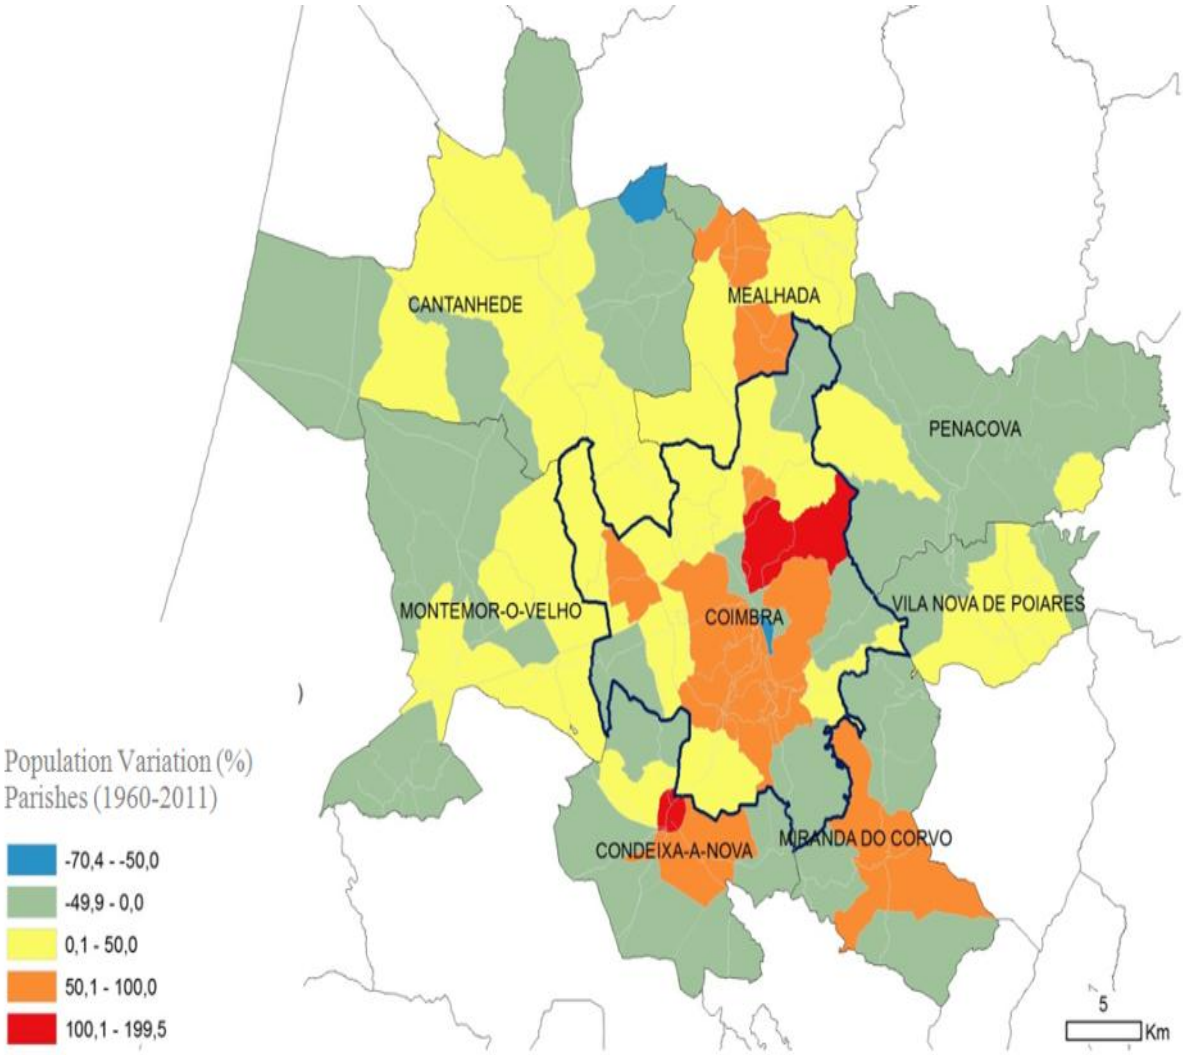 CANTANHEDE
MEALHADA
PENACOVA
MONTEMOR-O-VELHO
COIMBRA
VILA NOVA DE POIARES
)
CONDEIXA-A-NOVA
MIRANDA DO CORVO
Population Variation (%)
Parishes (1960-2011)
-70,4 - -50,0
-49,9 - 0,0
0,1 - 50,0
50,1 - 100,0
100,1 - 199,5
5
Km